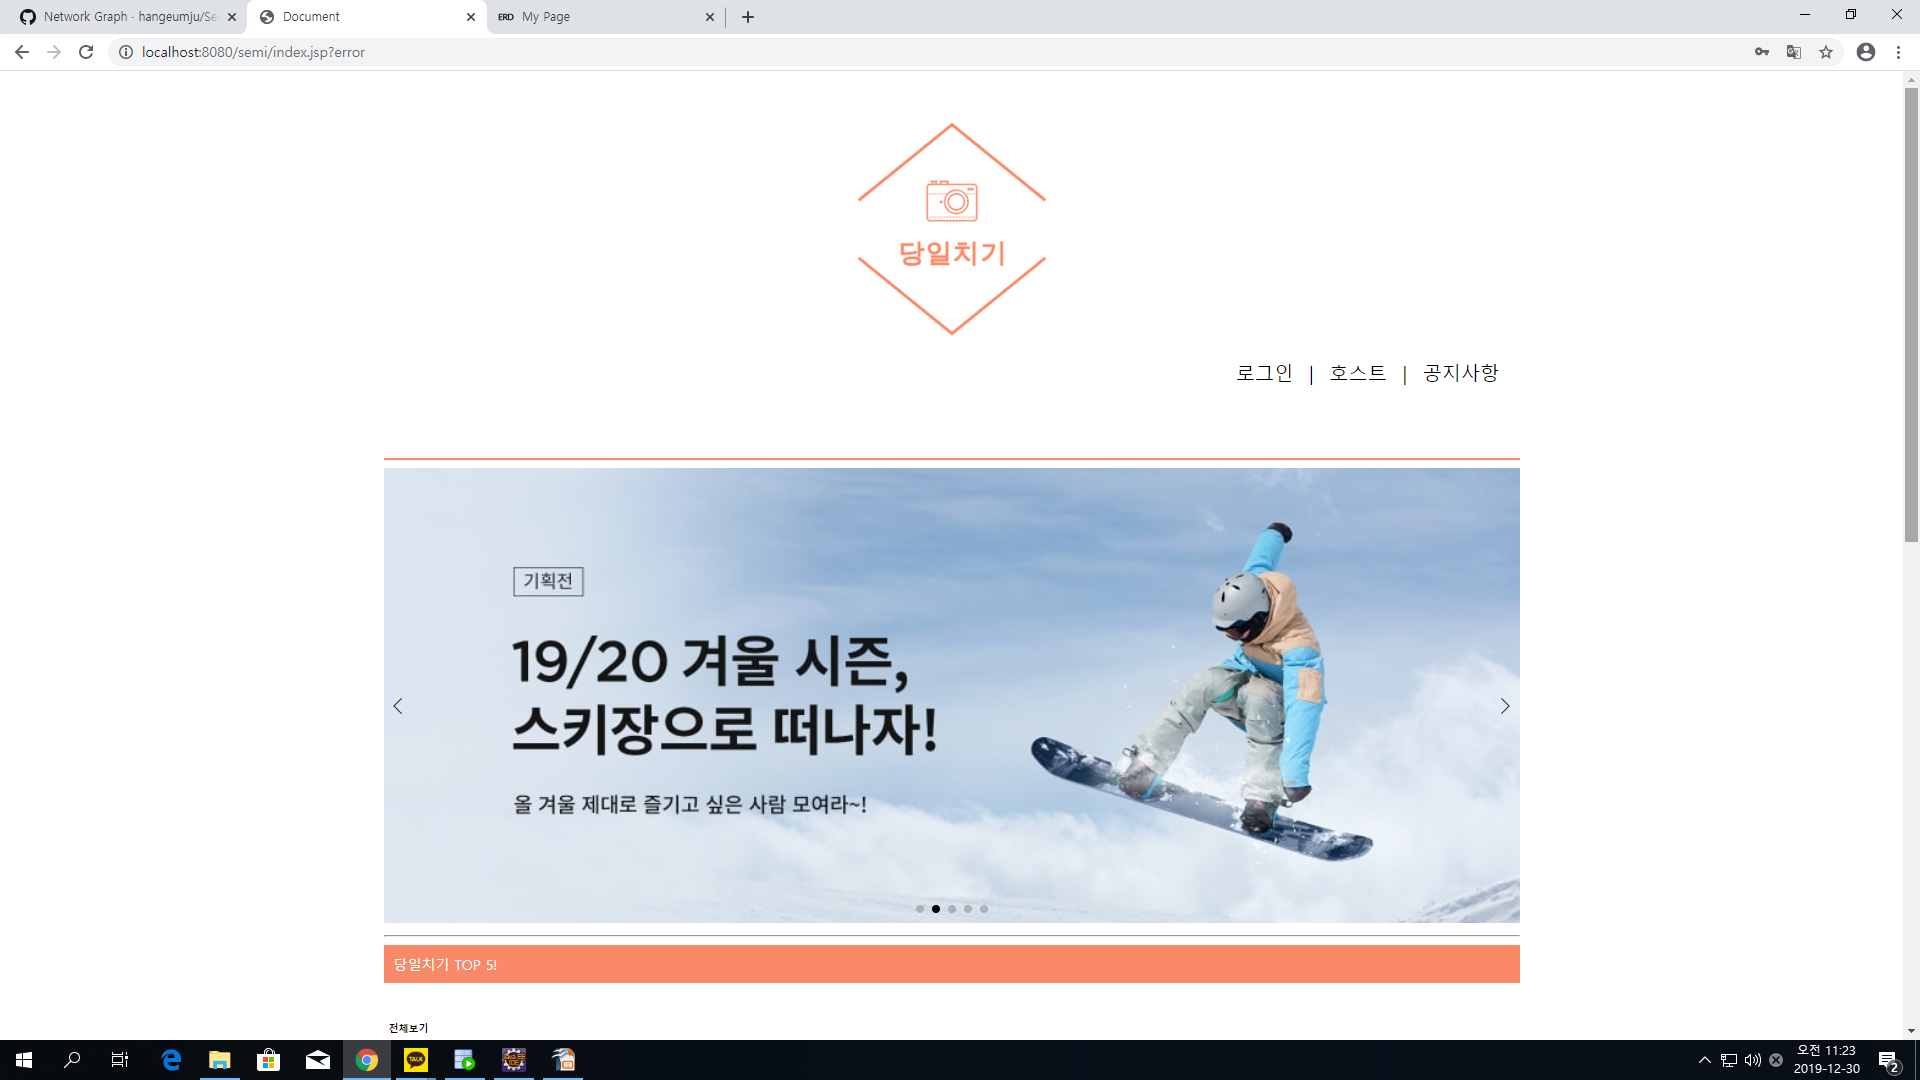 Network Graph · hangeumju/Se
Document
ERD My Page
localhost:8080/semi/index.jsp?error
당일치기
로그인 | 호스트 | 공지사항
기획전
19/20 겨울 시즌,
스키장으로 떠나자!
올 겨울 제대로 즐기고 싶은 사람 모여라~!
당일치기 TOP 5!
전체보기
TALK
오전 11:23
2019-12-30
2